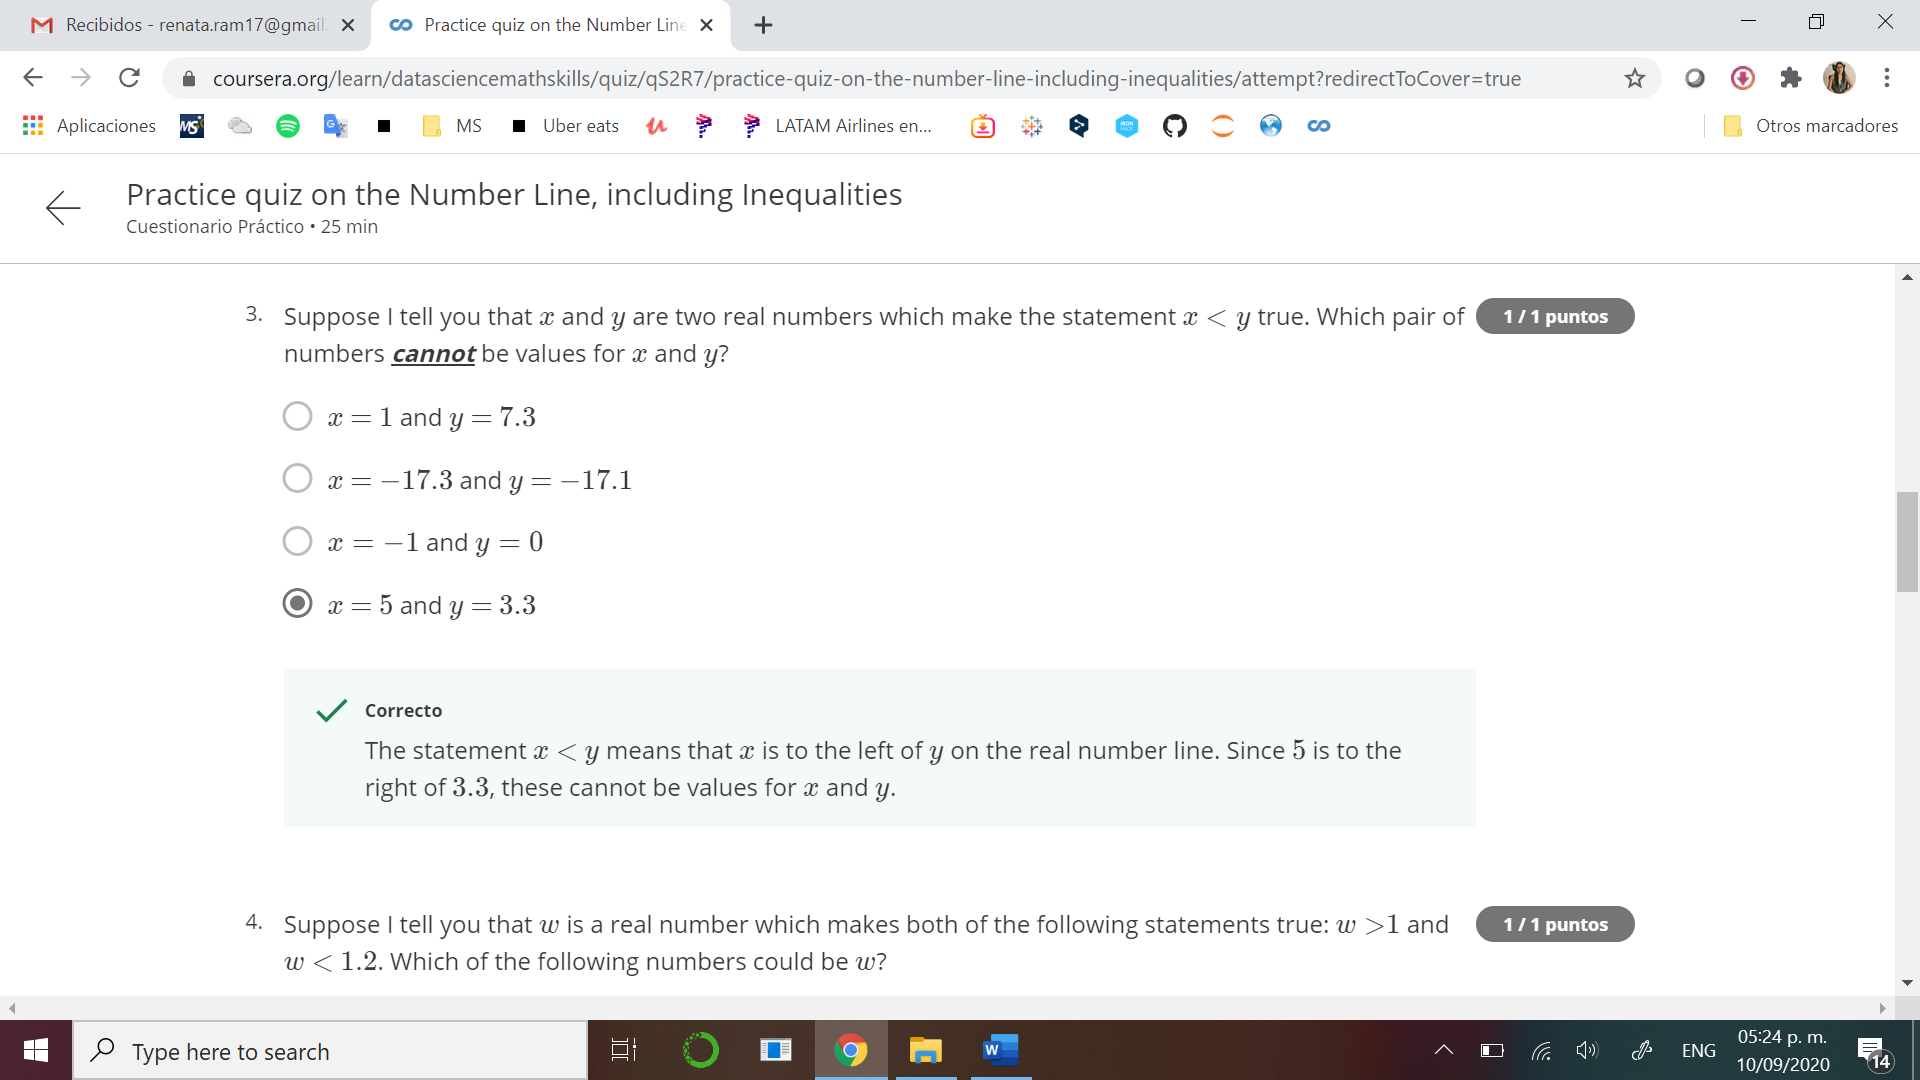 Recibidos - renata.ram17@gmail.
Practice quiz on the Number Line
coursera.org/learn/datasciencemathskills/quiz/qS2R7/practice-quiz-on-the-number-line-including-inequalities/attempt?redirectToCover=true
Aplicaciones MS MS Uber eats LATAM Airlines en... Otros marcadores
Practice quiz on the Number Line, including Inequalities
Cuestionario Práctico • 25 min
3. Suppose I tell you that x and y are two real numbers which make the statement x < y true. Which pair of 1 / 1 puntos
numbers cannot be values for x and y?
x = 1 and y = 7.3
x = −17.3 and y = −17.1
x = −1 and y = 0
x = 5 and y = 3.3
Correcto
The statement x < y means that x is to the left of y on the real number line. Since 5 is to the
right of 3.3, these cannot be values for x and y.
4. Suppose I tell you that w is a real number which makes both of the following statements true: w >1 and 1 / 1 puntos
w < 1.2. Which of the following numbers could be w?
Type here to search
W
ENG
05:24 p. m.
10/09/2020
14